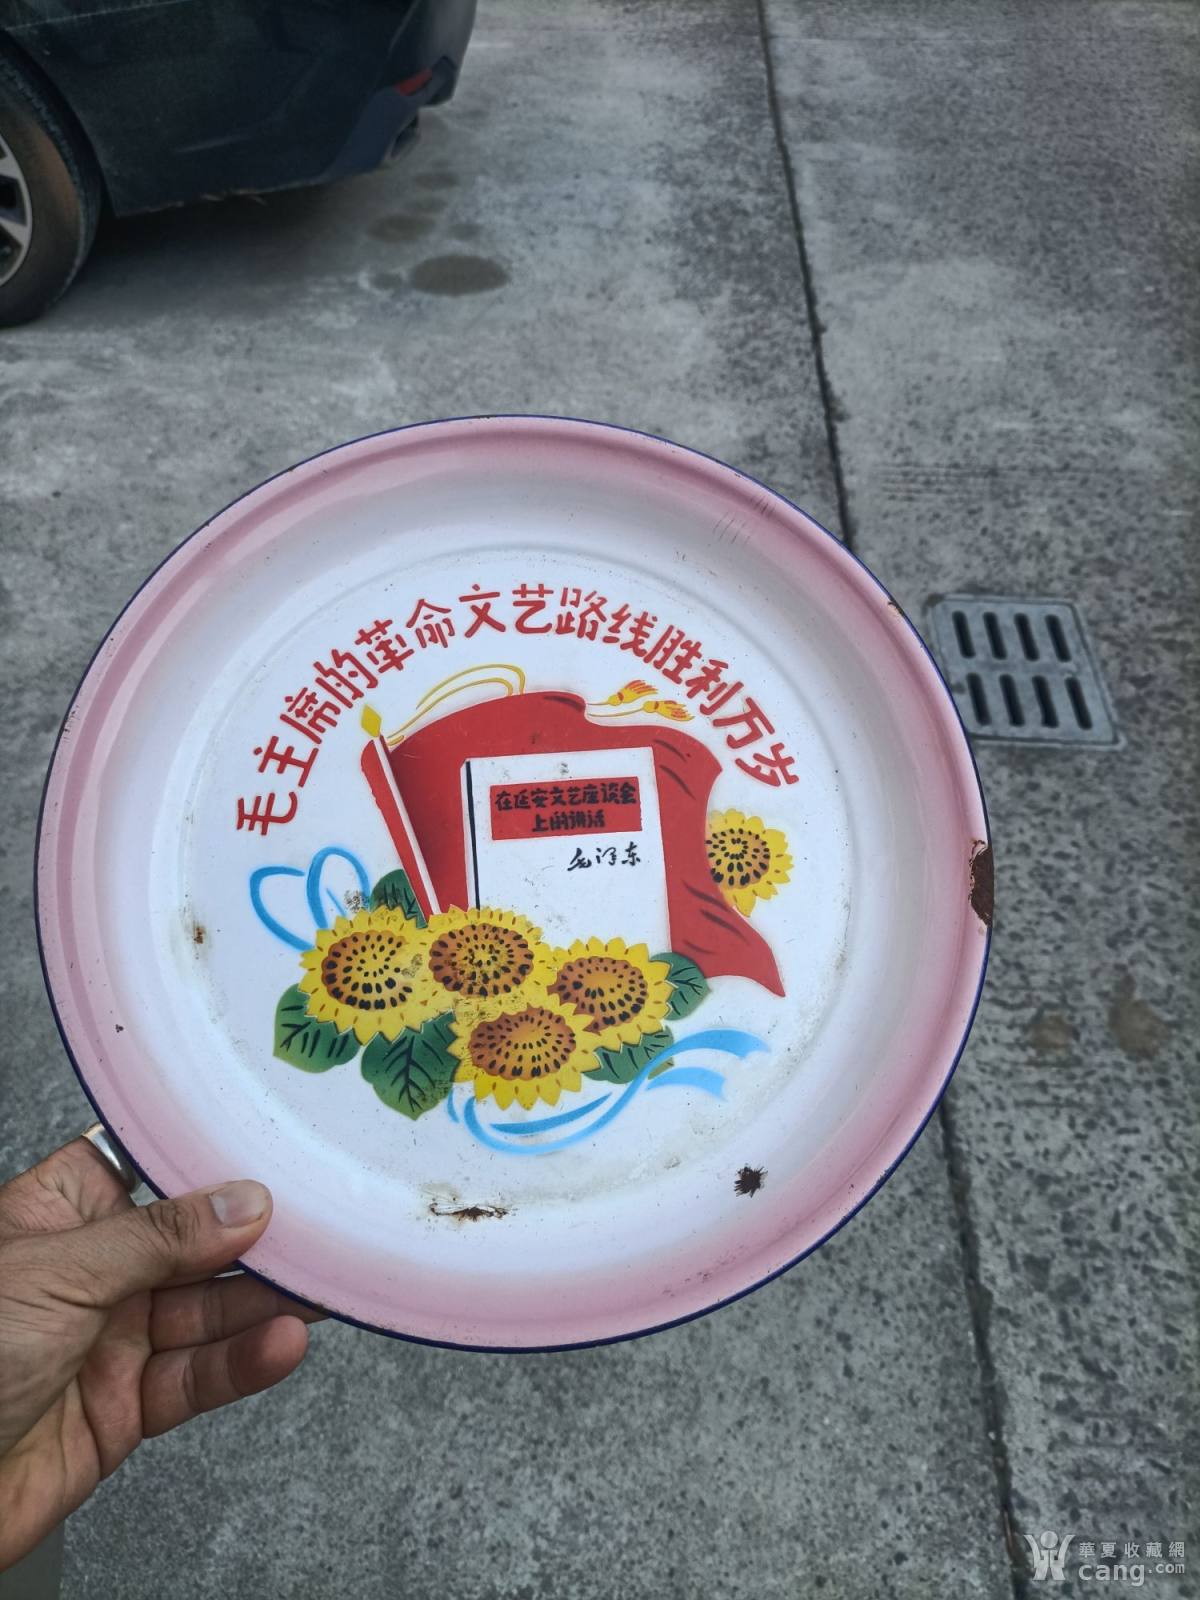 毛主席的革命文艺路线胜利万岁
在延安文艺座谈会
上的讲话
毛泽东
華夏收藏網
cang.com